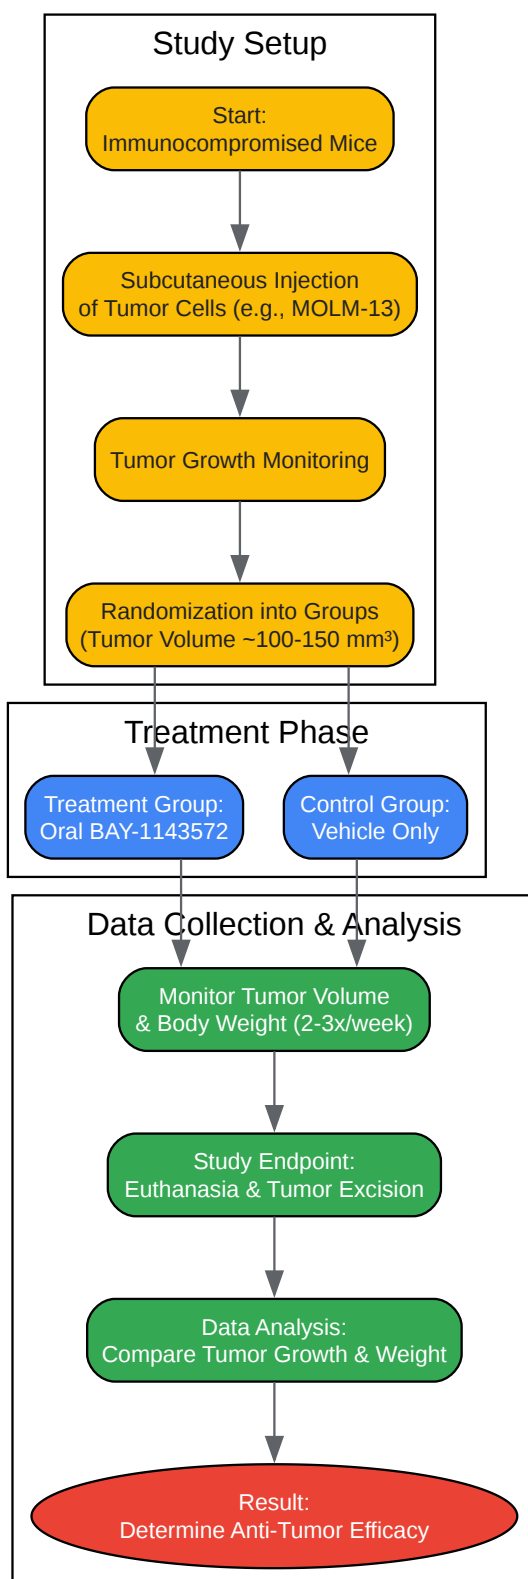 Study Setup
Start:
Immunocompromised Mice
Subcutaneous Injection
of Tumor Cells (e.g., MOLM-13)
Tumor Growth Monitoring
Randomization into Groups
(Tumor Volume ~100-150 mm³)
Treatment Phase
Treatment Group:
Oral BAY-1143572
Control Group:
Vehicle Only
Data Collection & Analysis
Monitor Tumor Volume
& Body Weight (2-3x/week)
Study Endpoint:
Euthanasia & Tumor Excision
Data Analysis:
Compare Tumor Growth & Weight
Result:
Determine Anti-Tumor Efficacy